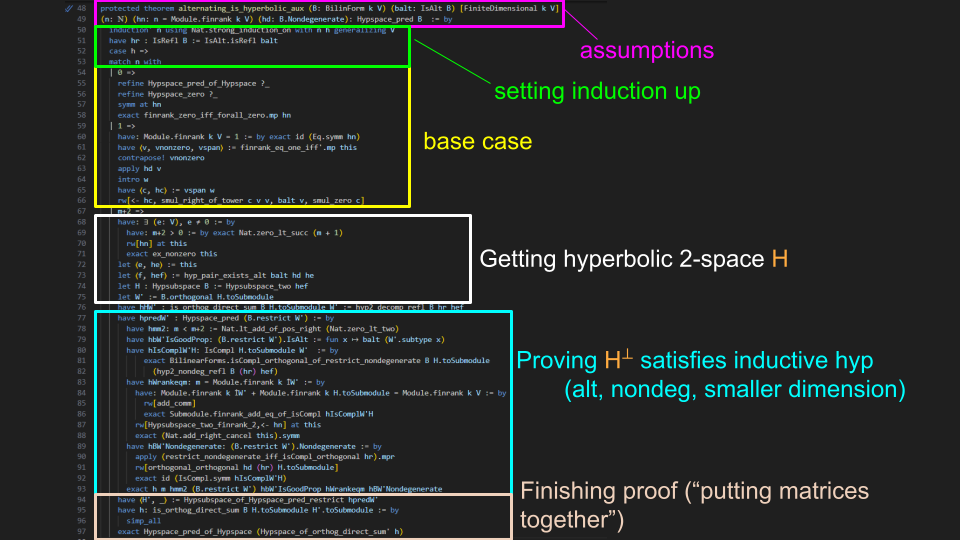 48 protected theorem alternating_is_hyperbolic_aux (B: BilinForm k V) (balt: IsAlt B) [FiniteDimensional k V]
49 (n: ℕ) (hn: n = Module.finrank k V) (hd: B.Nondegenerate): Hypspace_pred B := by
50 induction' n using Nat.strong_induction_on with n h generalizing V
51 have hr : IsRefl B := IsAlt.isRefl balt
52 case h =>
53 match n with
54 | 0 =>
55 refine Hypspace_pred_of_Hypspace ?_
56 refine Hypspace_zero ?_
57 symm at hn
58 exact finrank_zero_iff_forall_zero.mp hn
59 | 1 =>
60 have: Module.finrank k V = 1 := by exact id (Eq.symm hn)
61 have ⟨v, vnonzero, vspan⟩ := finrank_eq_one_iff'.mp this
62 contrapose! vnonzero
63 apply hd v
64 intro w
65 have ⟨c, hc⟩ := vspan w
66 rw[<- hc, smul_right_of_tower c v v, balt v, smul_zero c]
67 | m+2 =>
68 have: ∃ (e: V), e ≠ 0 := by
69 have: m+2 > 0 := by exact Nat.zero_lt_succ (m + 1)
70 rw[hn] at this
71 exact ex_nonzero this
72 let ⟨e, he⟩ := this
73 let ⟨f, hef⟩ := hyp_pair_exists_alt balt hd he
74 let H : Hypsubspace B := Hypsubspace_two hef
75 let W' := B.orthogonal H.toSubmodule
76 have hHW' : is_orthog_direct_sum B H.toSubmodule W' := hyp2_decomp_refl B hr hef
77 have hpredW' : Hypspace_pred (B.restrict W') := by
78 have hmm2: m < m+2 := Nat.lt_add_of_pos_right (Nat.zero_lt_two)
79 have hbW'IsGoodProp: (B.restrict W').IsAlt := fun x ↦ balt (W'.subtype x)
80 have hIsComplW'H: IsCompl H.toSubmodule W' := by
81 exact BilinearForms.isCompl_orthogonal_of_restrict_nondegenerate B H.toSubmodule
82 (hyp2_nondeg_refl B (hr) hef)
83 have hWrankeqm: m = Module.finrank k ↥W' := by
84 have: Module.finrank k ↥W' + Module.finrank k H.toSubmodule = Module.finrank k V := by
85 rw[add_comm]
86 exact Submodule.finrank_add_eq_of_isCompl hIsComplW'H
87 rw[Hypsubspace_two_finrank_2,<- hn] at this
88 exact (Nat.add_right_cancel this).symm
89 have hBW'Nondegenerate: (B.restrict W').Nondegenerate := by
90 apply (restrict_nondegenerate_iff_isCompl_orthogonal hr).mpr
91 rw[orthogonal_orthogonal hd (hr) H.toSubmodule]
92 exact id (IsCompl.symm hIsComplW'H)
93 exact h m hmm2 (B.restrict W') hbW'IsGoodProp hWrankeqm hBW'Nondegenerate
94 have ⟨H', _⟩ := Hypsubspace_of_Hypspace_pred_restrict hpredW'
95 have h: is_orthog_direct_sum B H.toSubmodule H'.toSubmodule := by
96 simp_all
97 exact Hypspace_pred_of_Hypspace (Hypspace_of_orthog_direct_sum' h)
assumptions
setting induction up
base case
Getting hyperbolic 2-space H
Proving H⊥ satisfies inductive hyp
(alt, nondeg, smaller dimension)
Finishing proof (“putting matrices
together”)